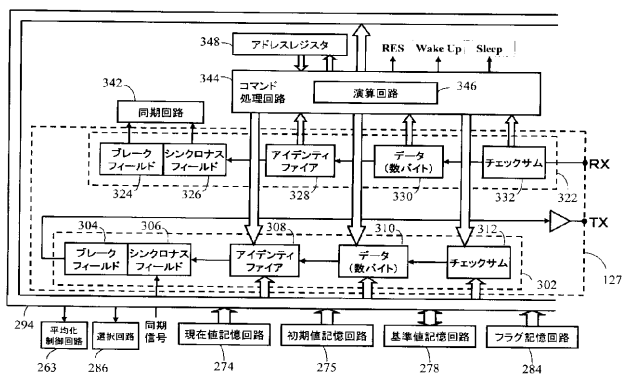 348
アドレスレジスタ
RES Wake Up Sleep
344
342
コマンド
処理回路
演算回路
346
同期回路
ブレーク
フィールド
シンクロナス
フィールド
アイデンティ
ファイア
データ
(数バイト)
チェックサム
RX
324
326
328
330
332
322
TX
304
306
308
310
312
ブレーク
フィールド
シンクロナス
フィールド
アイデンティ
ファイア
データ
(数バイト)
チェックサム
302
127
294
平均化
制御回路
選択回路
同期
信号
現在値記憶回路
初期値記憶回路
基準値記憶回路
フラグ記憶回路
263
286
274
275
278
284